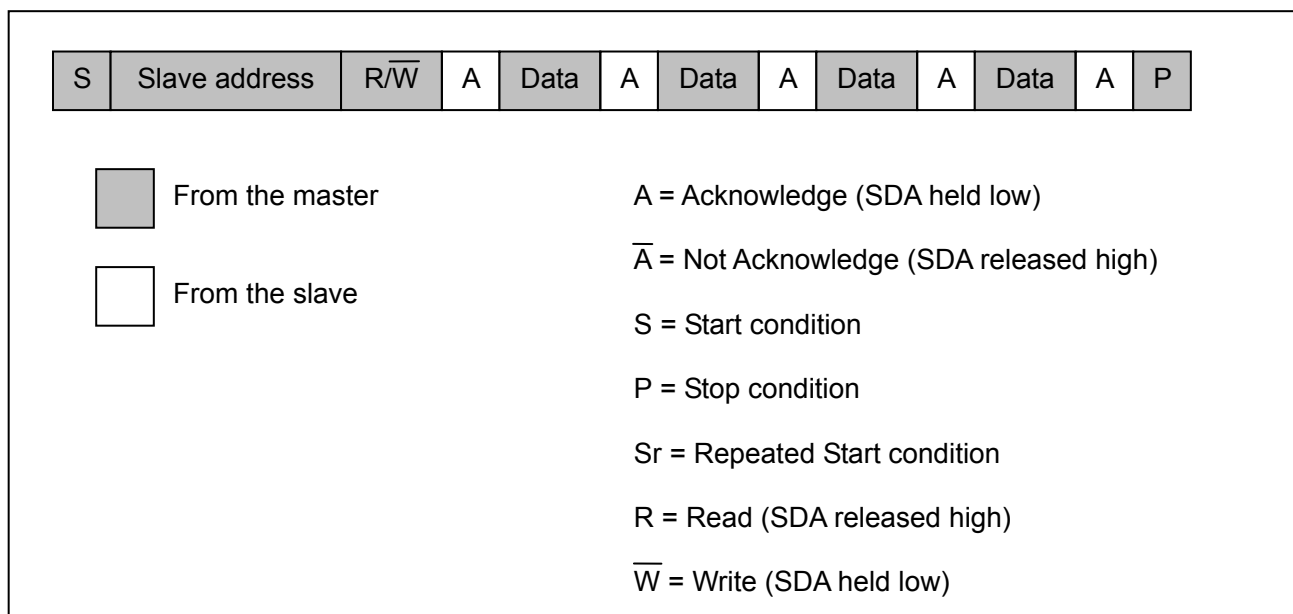 S Slave address R/W̅ A Data A Data A Data A Data A P
From the master
From the slave
A = Acknowledge (SDA held low)
A̅ = Not Acknowledge (SDA released high)
S = Start condition
P = Stop condition
Sr = Repeated Start condition
R = Read (SDA released high)
W̅ = Write (SDA held low)